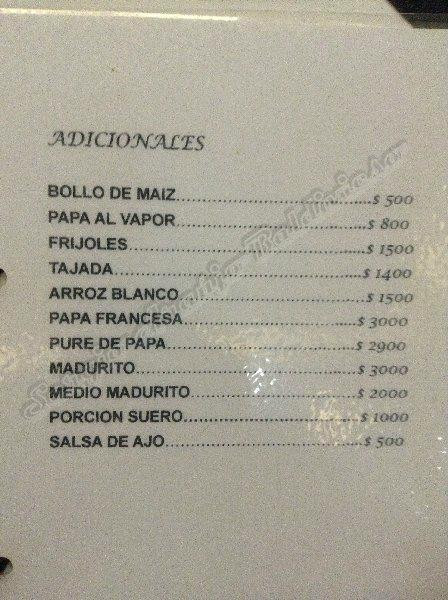 ADICIONALES
BOLLO DE MAIZ..........$ 500
PAPA AL VAPOR..........$ 800
FRIJOLES..........$ 1500
TAJADA..........$ 1400
ARROZ BLANCO..........$ 1500
PAPA FRANCESA..........$ 3000
PURE DE PAPA..........$ 2900
MADURITO..........$ 3000
MEDIO MADURITO..........$ 2000
PORCION SUERO..........$ 1000
SALSA DE AJO..........$ 500